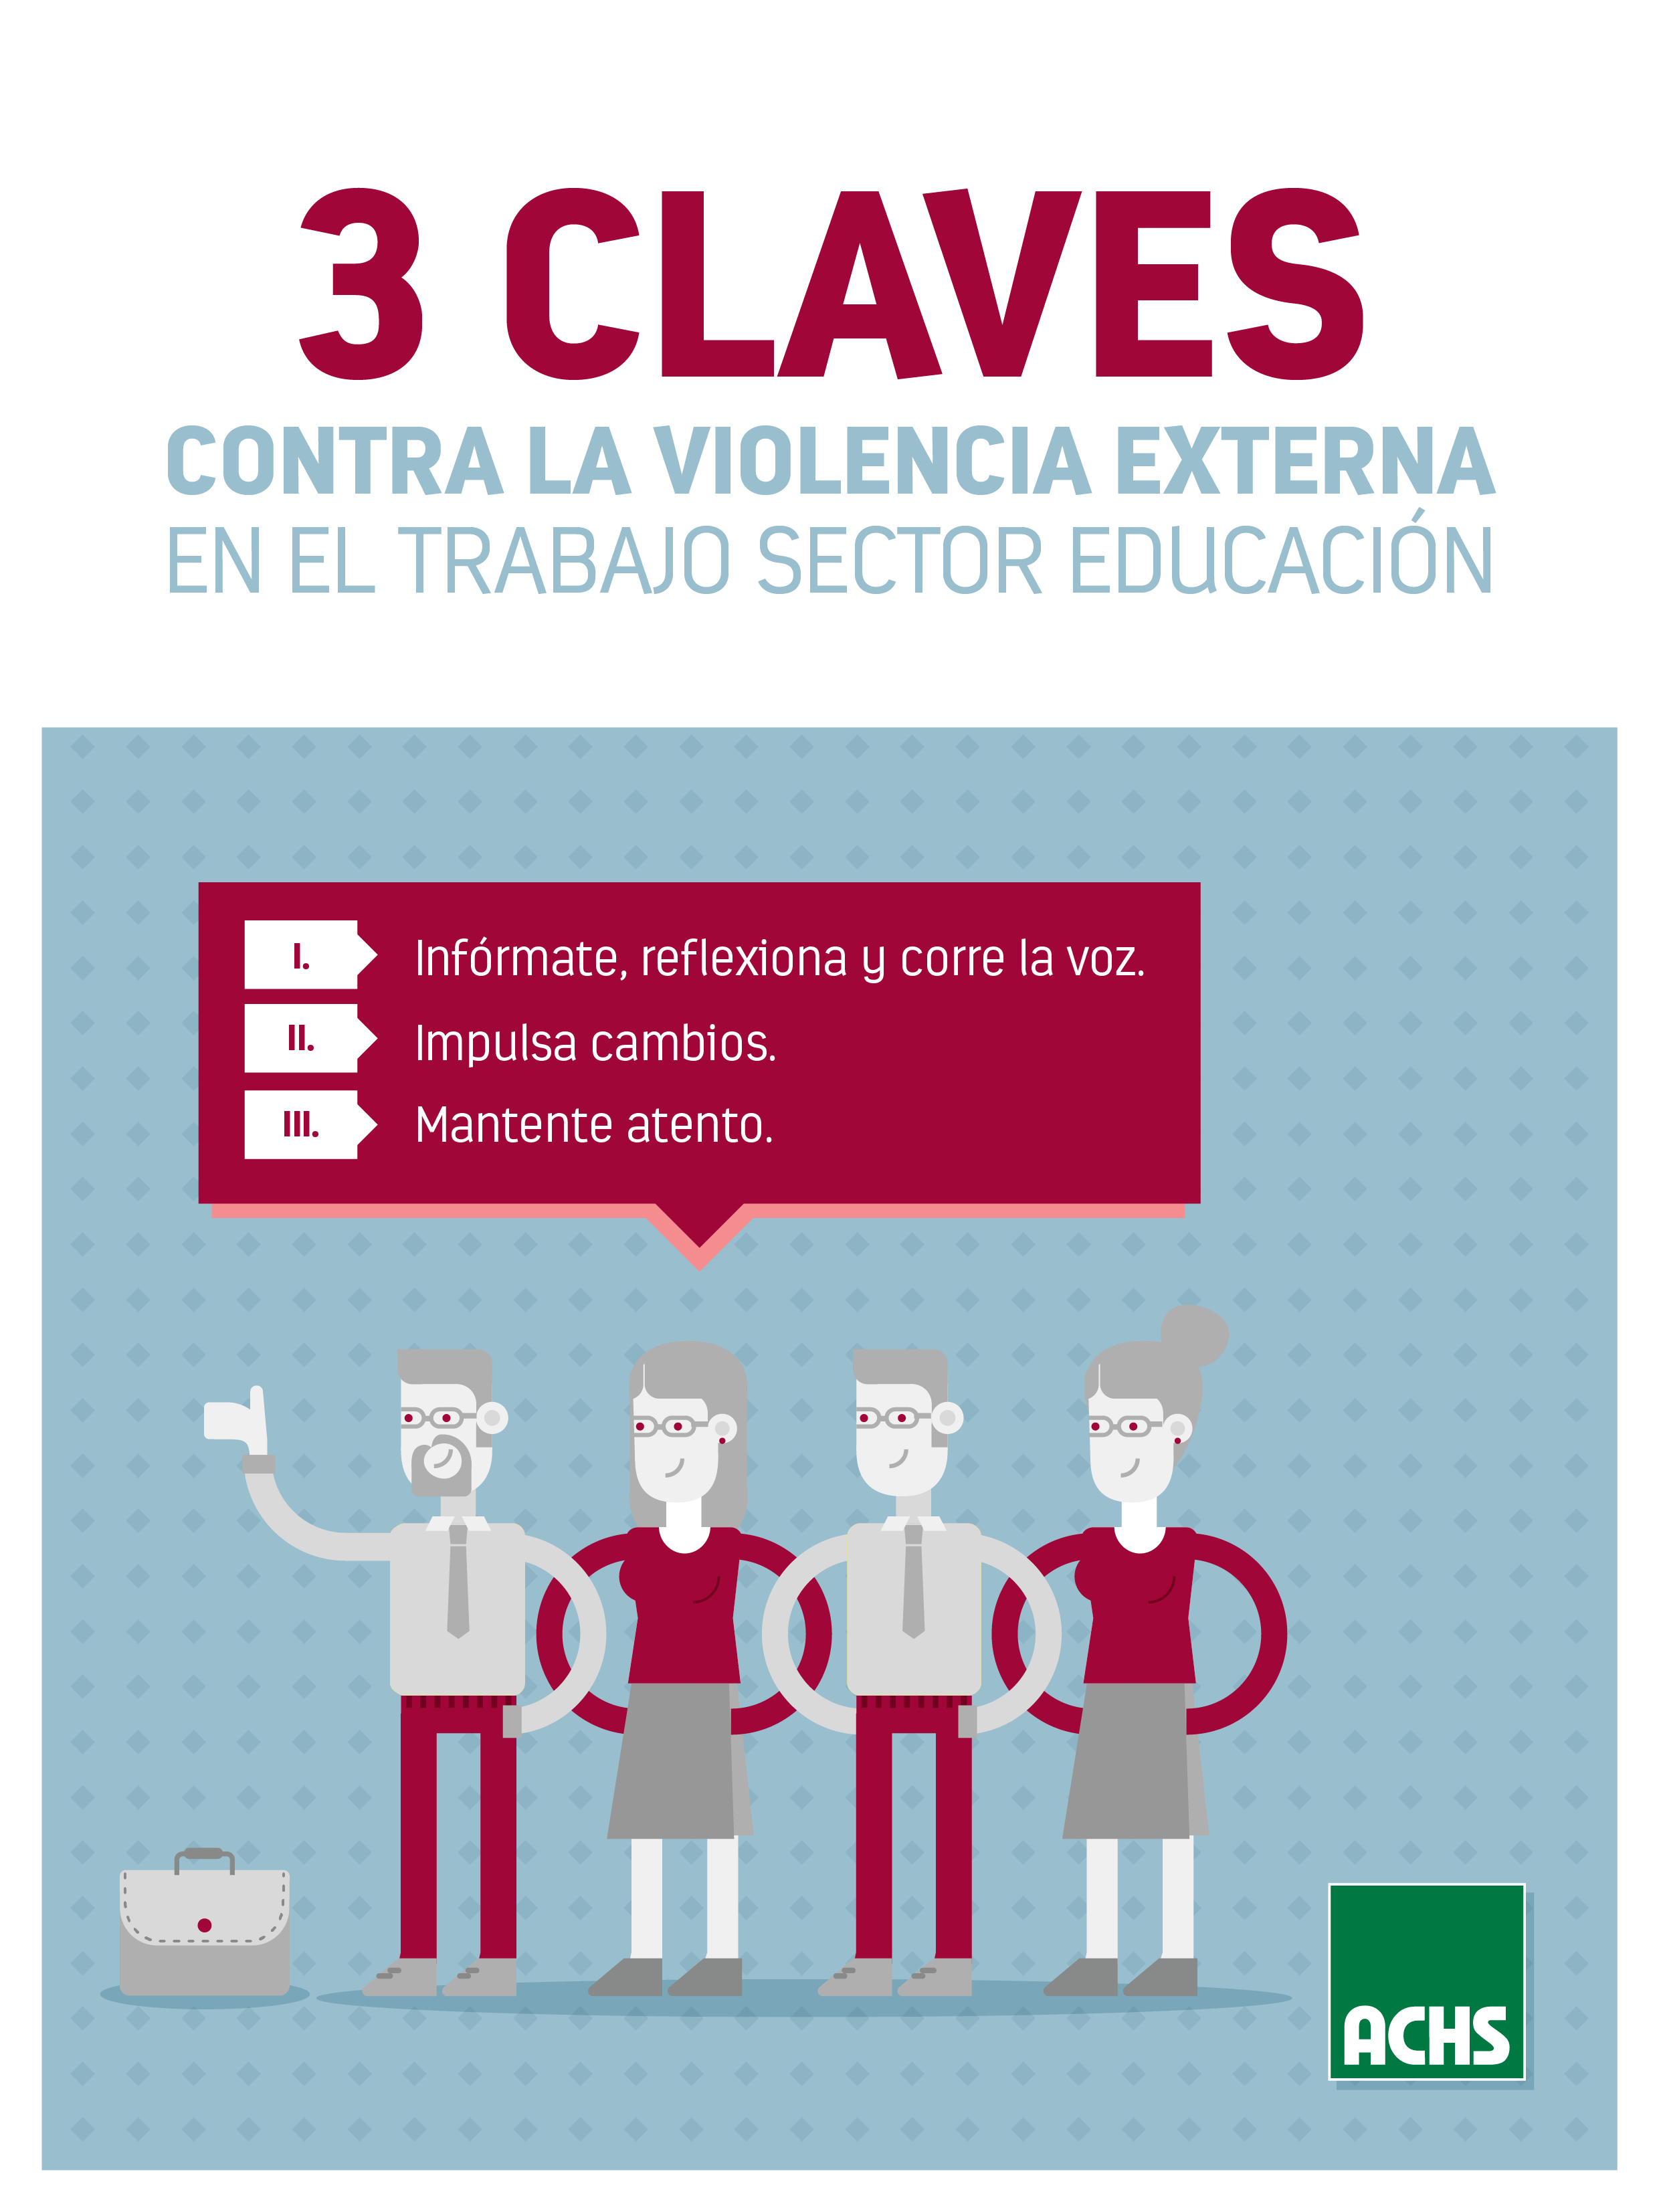 3 CLAVES
CONTRA LA VIOLENCIA EXTERNA
EN EL TRABAJO SECTOR EDUCACIÓN
I. Infórmate, reflexiona y corre la voz.
II. Impulsa cambios.
III. Mantente atento.
ACHS